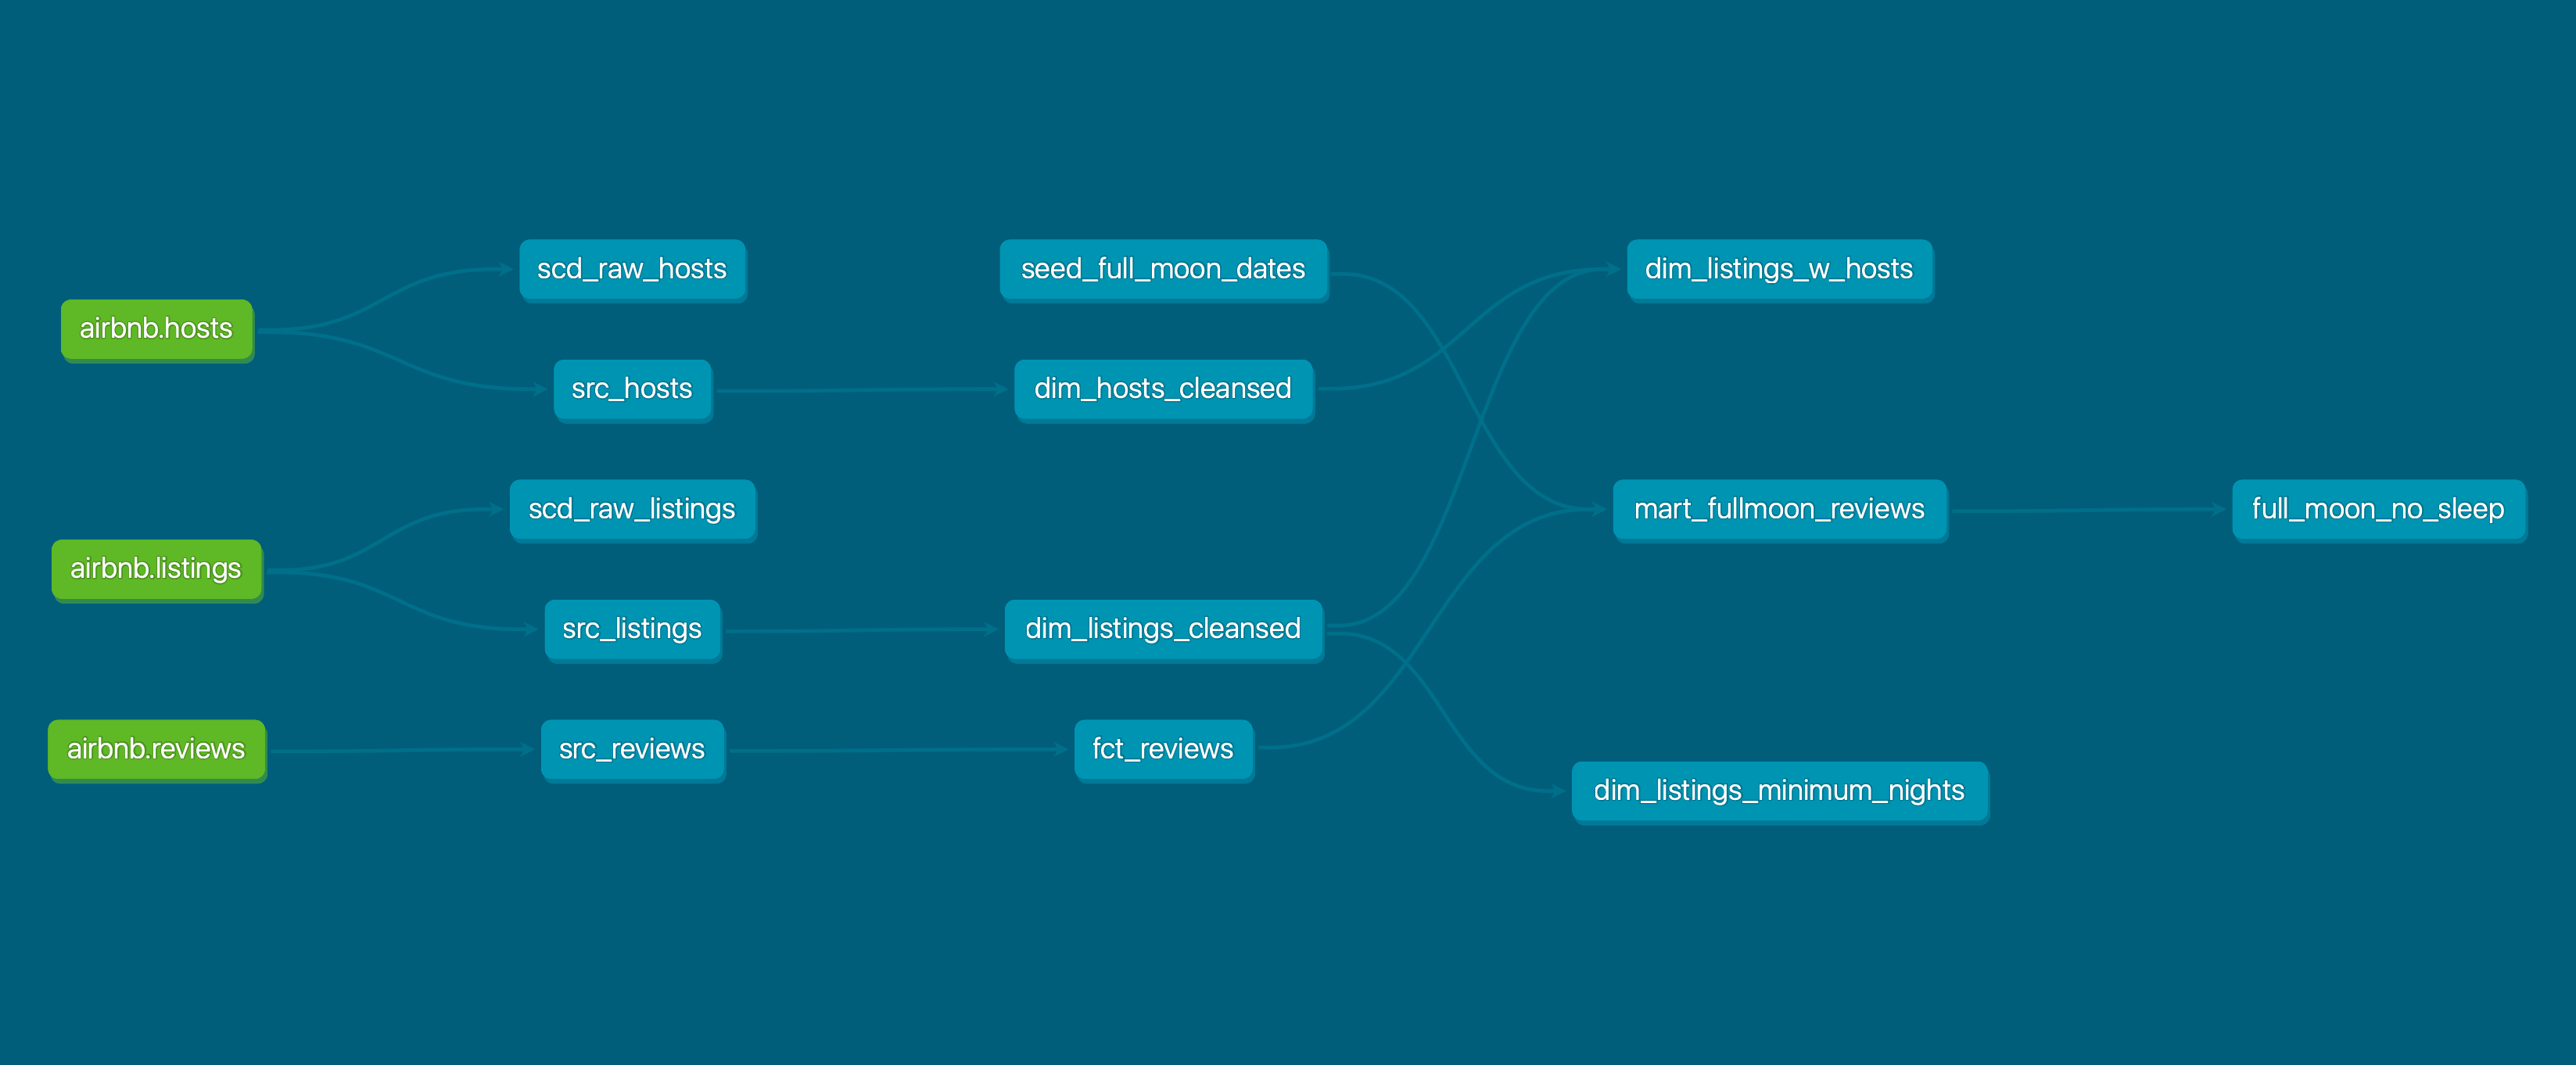 airbnb.hosts
airbnb.listings
airbnb.reviews
scd_raw_hosts
src_hosts
scd_raw_listings
src_listings
src_reviews
seed_full_moon_dates
dim_hosts_cleansed
dim_listings_cleansed
fct_reviews
dim_listings_w_hosts
mart_fullmoon_reviews
dim_listings_minimum_nights
full_moon_no_sleep